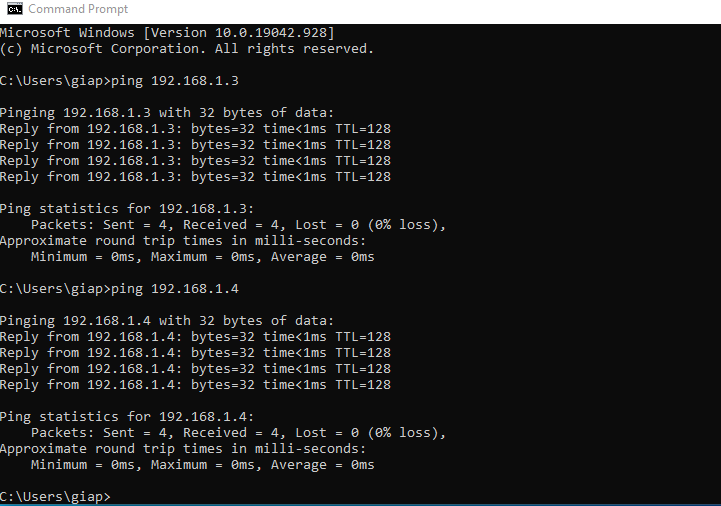 Command Prompt
Microsoft Windows [Version 10.0.19042.928]
(c) Microsoft Corporation. All rights reserved.
C:\Users\giap>ping 192.168.1.3
Pinging 192.168.1.3 with 32 bytes of data:
Reply from 192.168.1.3: bytes=32 time<1ms TTL=128
Reply from 192.168.1.3: bytes=32 time<1ms TTL=128
Reply from 192.168.1.3: bytes=32 time<1ms TTL=128
Reply from 192.168.1.3: bytes=32 time<1ms TTL=128
Ping statistics for 192.168.1.3:
    Packets: Sent = 4, Received = 4, Lost = 0 (0% loss),
Approximate round trip times in milli-seconds:
    Minimum = 0ms, Maximum = 0ms, Average = 0ms
C:\Users\giap>ping 192.168.1.4
Pinging 192.168.1.4 with 32 bytes of data:
Reply from 192.168.1.4: bytes=32 time<1ms TTL=128
Reply from 192.168.1.4: bytes=32 time<1ms TTL=128
Reply from 192.168.1.4: bytes=32 time<1ms TTL=128
Reply from 192.168.1.4: bytes=32 time<1ms TTL=128
Ping statistics for 192.168.1.4:
    Packets: Sent = 4, Received = 4, Lost = 0 (0% loss),
Approximate round trip times in milli-seconds:
    Minimum = 0ms, Maximum = 0ms, Average = 0ms
C:\Users\giap>